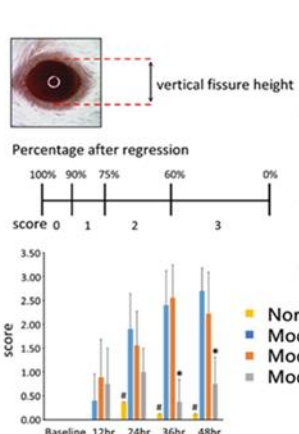 vertical fissure height
Percentage after regression
100% 90% 75% 60% 0%
score 0 1 2 3
3.50
3.00
2.50
2.00
1.50
1.00
0.50
0.00
score
# # # * *
Baseline 12hr 24hr 36hr 48hr